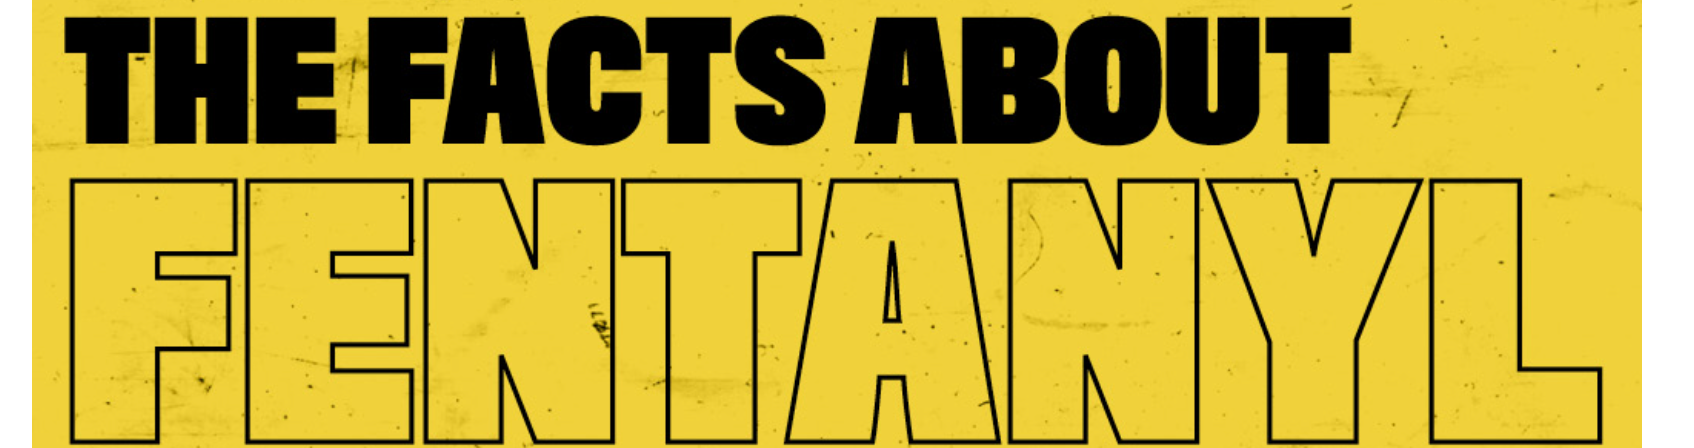 THE FACTS ABOUT
FENTANYL